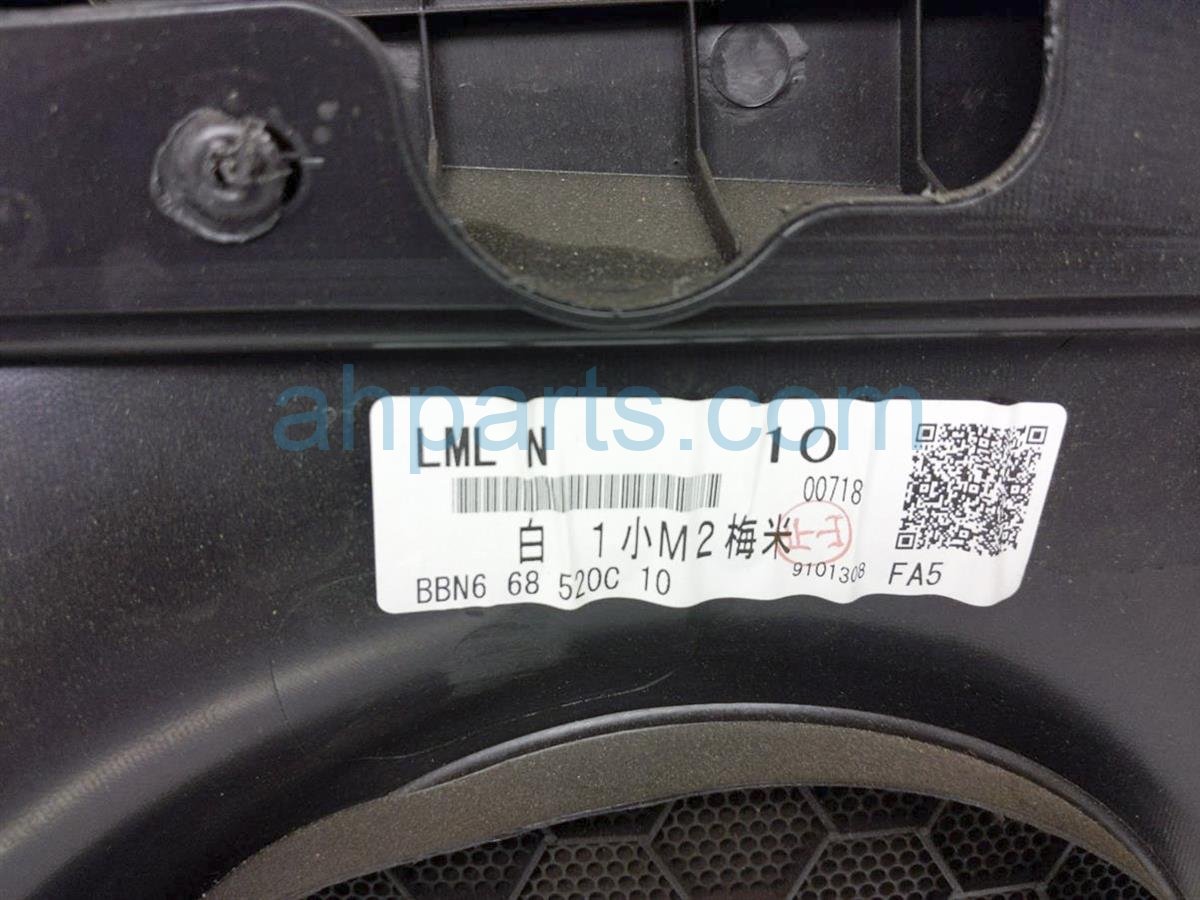 ahparts.com
LML N 10
00718
白 1小M2梅米
BBN6 68 520C 10
9101308 FA5